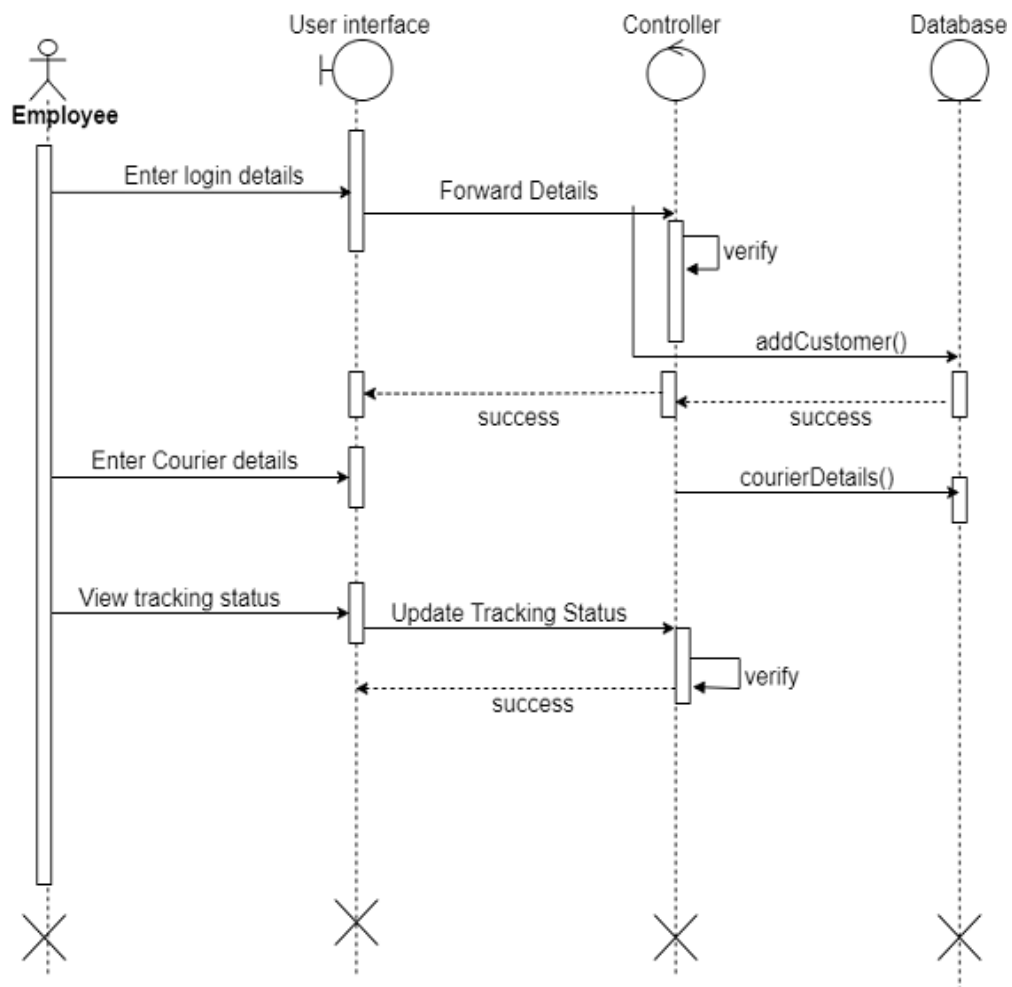 User interface
Controller
Database
Employee
Enter login details
Forward Details
verify
addCustomer()
success
success
Enter Courier details
courierDetails()
View tracking status
Update Tracking Status
verify
success